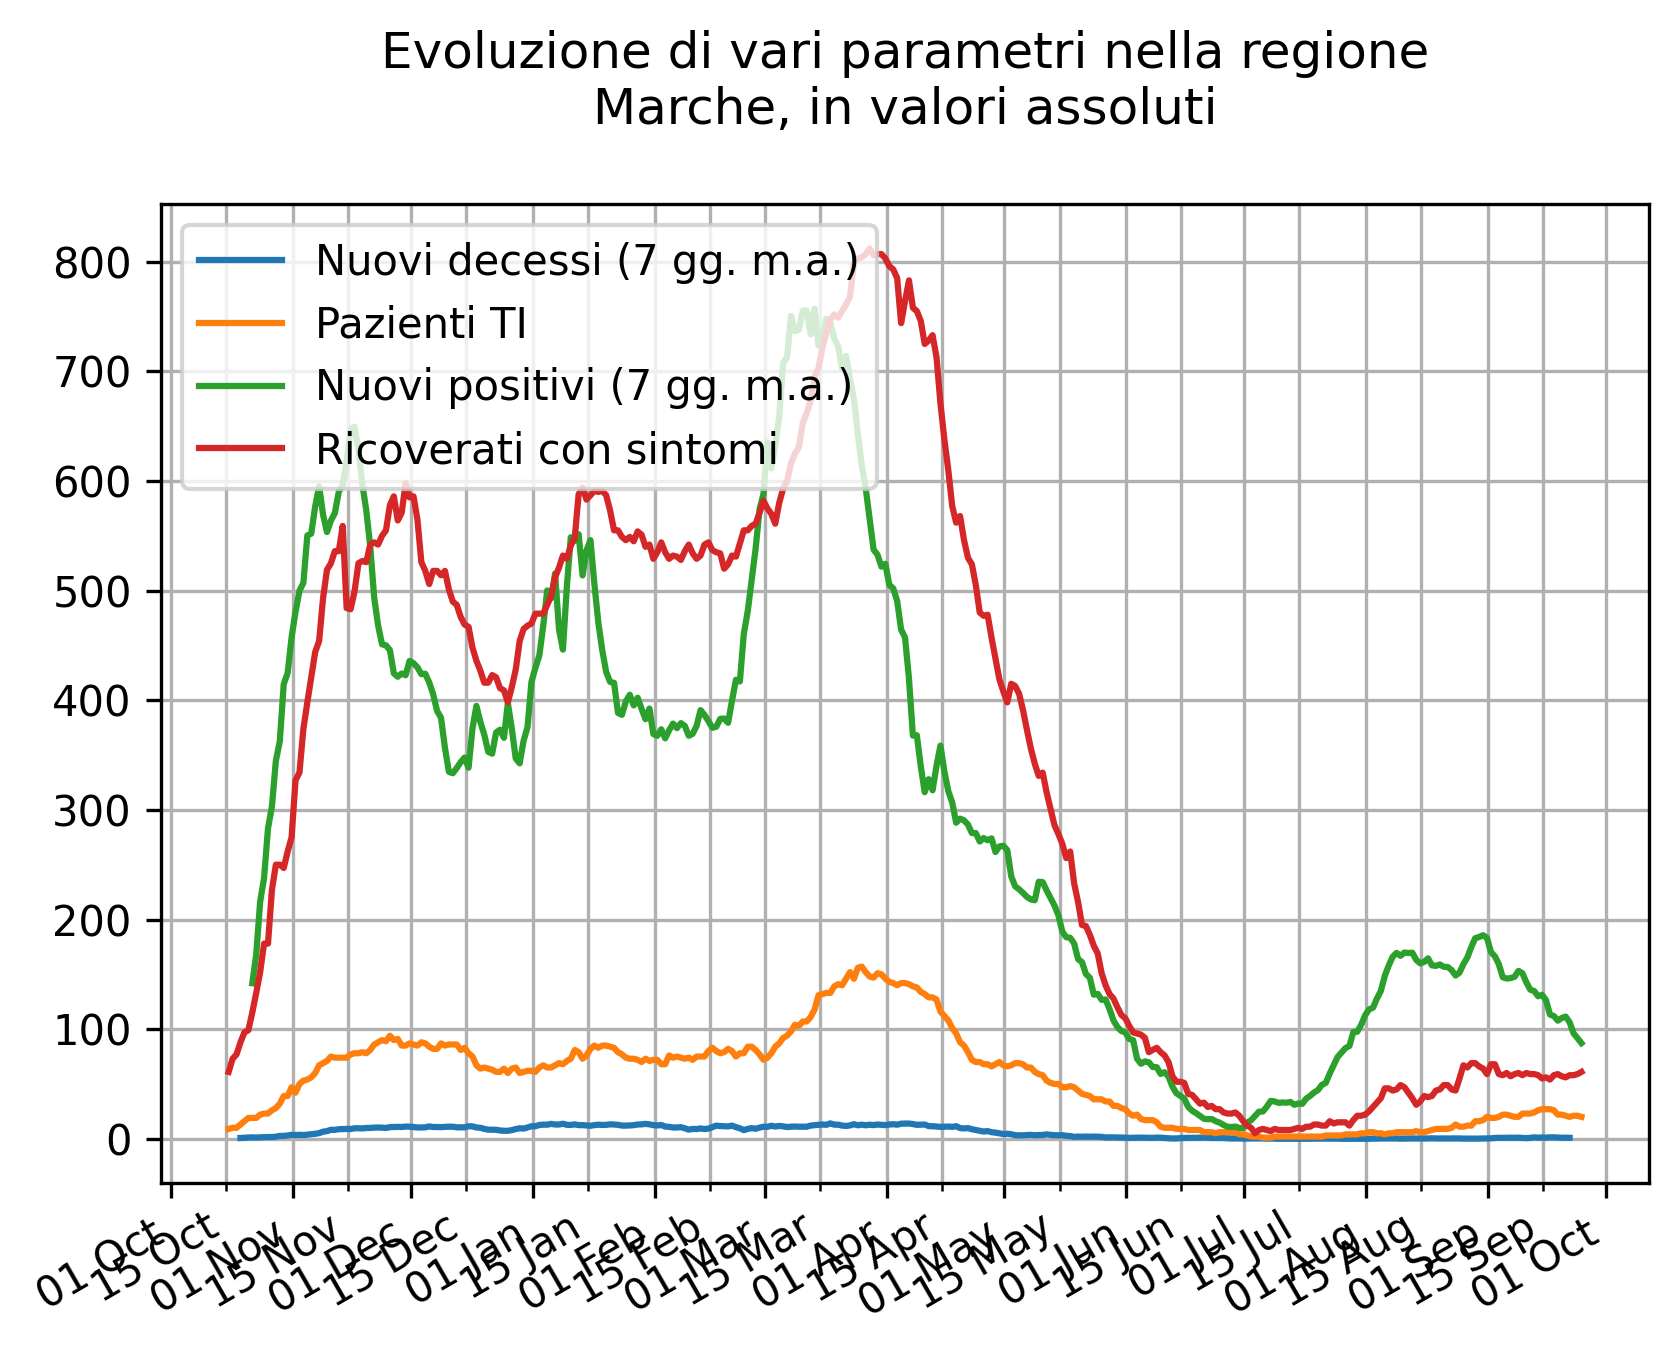 Evoluzione di vari parametri nella regione
Marche, in valori assoluti
800
700
600
500
400
300
200
100
0
Nuovi decessi (7 gg. m.a.)
Pazienti TI
Nuovi positivi (7 gg. m.a.)
Ricoverati con sintomi
01 Oct
15 Oct
01 Nov
15 Nov
01 Dec
15 Dec
01 Jan
15 Jan
01 Feb
15 Feb
01 Mar
15 Mar
01 Apr
15 Apr
01 May
15 May
01 Jun
15 Jun
01 Jul
15 Jul
01 Aug
15 Aug
01 Sep
15 Sep
01 Oct